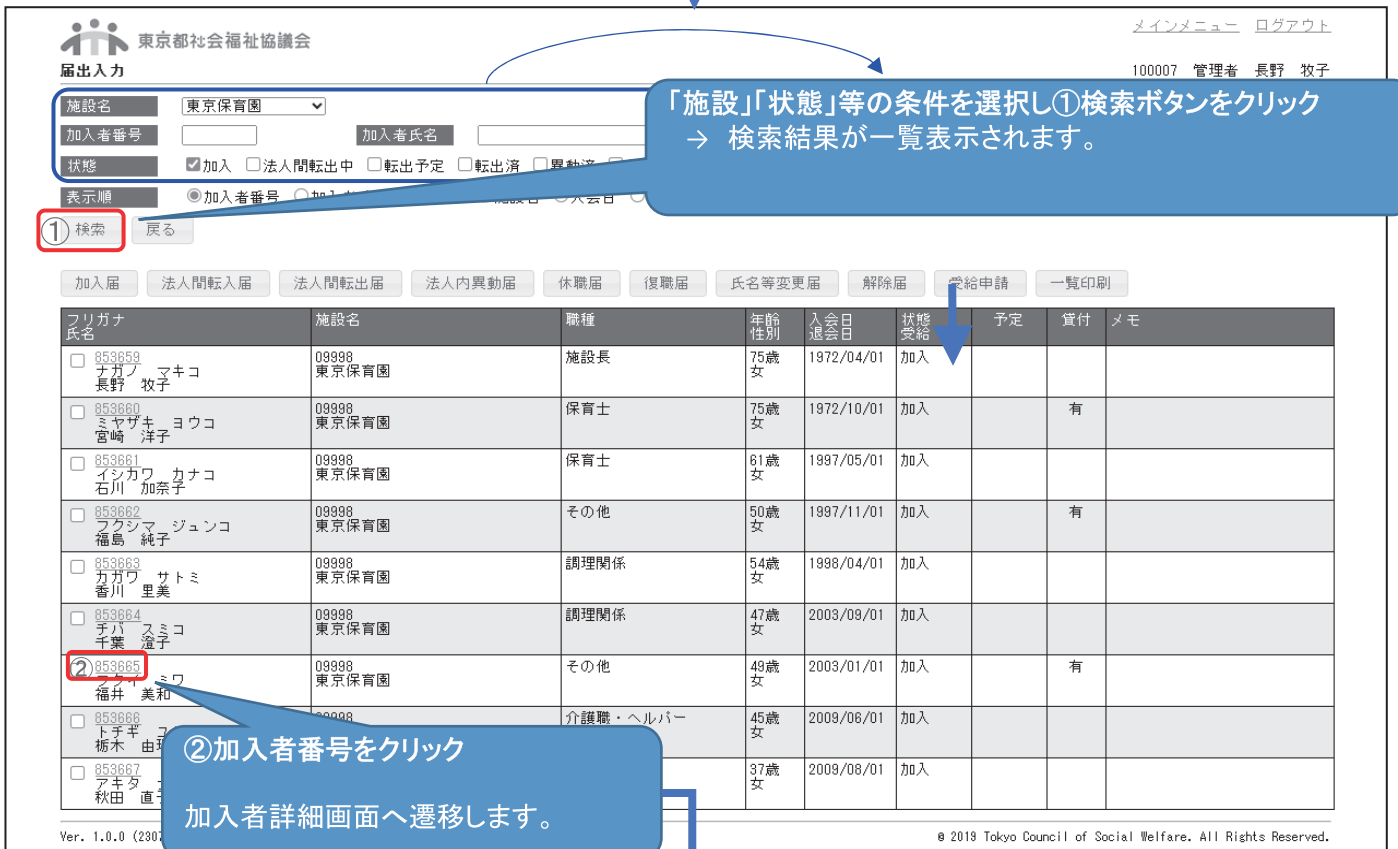 東京都社会福祉協議会
メインメニュー ログアウト
届出入力
100007 管理者 長野 牧子
「施設」「状態」等の条件を選択し①検索ボタンをクリック
→ 検索結果が一覧表示されます。
施設名 東京保育園
加入者番号 加入者氏名
状態 加入 法人間転出中 転出予定 転出済
表示順 加入者番号
① 検索 戻る
加入届 法人間転入届 法人間転出届 法人内異動届 休職届 復職届 氏名等変更届 解除届 受給申請 一覧印刷
フリガナ 施設名 職種 年齢 入会日 状態 予定 貸付 メモ
氏名 性別 退会日 受給
853659 09998 施設長 75歳 1972/04/01 加入
ナガノ マキコ 東京保育園 女
長野 牧子
853660 09998 保育士 75歳 1972/10/01 加入 有
ミヤザキ ヨウコ 東京保育園 女
宮崎 洋子
853661 09998 保育士 61歳 1997/05/01 加入
イシカワ カナコ 東京保育園 女
石川 加奈子
853662 09998 その他 50歳 1997/11/01 加入 有
フクシマ ジュンコ 東京保育園 女
福島 純子
853663 09998 調理関係 54歳 1998/04/01 加入
カガワ サトミ 東京保育園 女
香川 里美
853664 09998 調理関係 47歳 2003/09/01 加入
チバ スミコ 東京保育園 女
千葉 澄子
② 853665 09998 その他 49歳 2003/01/01 加入 有
フクイ ミワ 東京保育園 女
福井 美和
853666 09998 介護職・ヘルパー 45歳 2009/06/01 加入
トチギ 女
栃木 由
853667 37歳 2009/08/01 加入
アキタ 女
秋田 直
②加入者番号をクリック
加入者詳細画面へ遷移します。
Ver. 1.0.0 (230
© 2019 Tokyo Council of Social Welfare. All Rights Reserved.